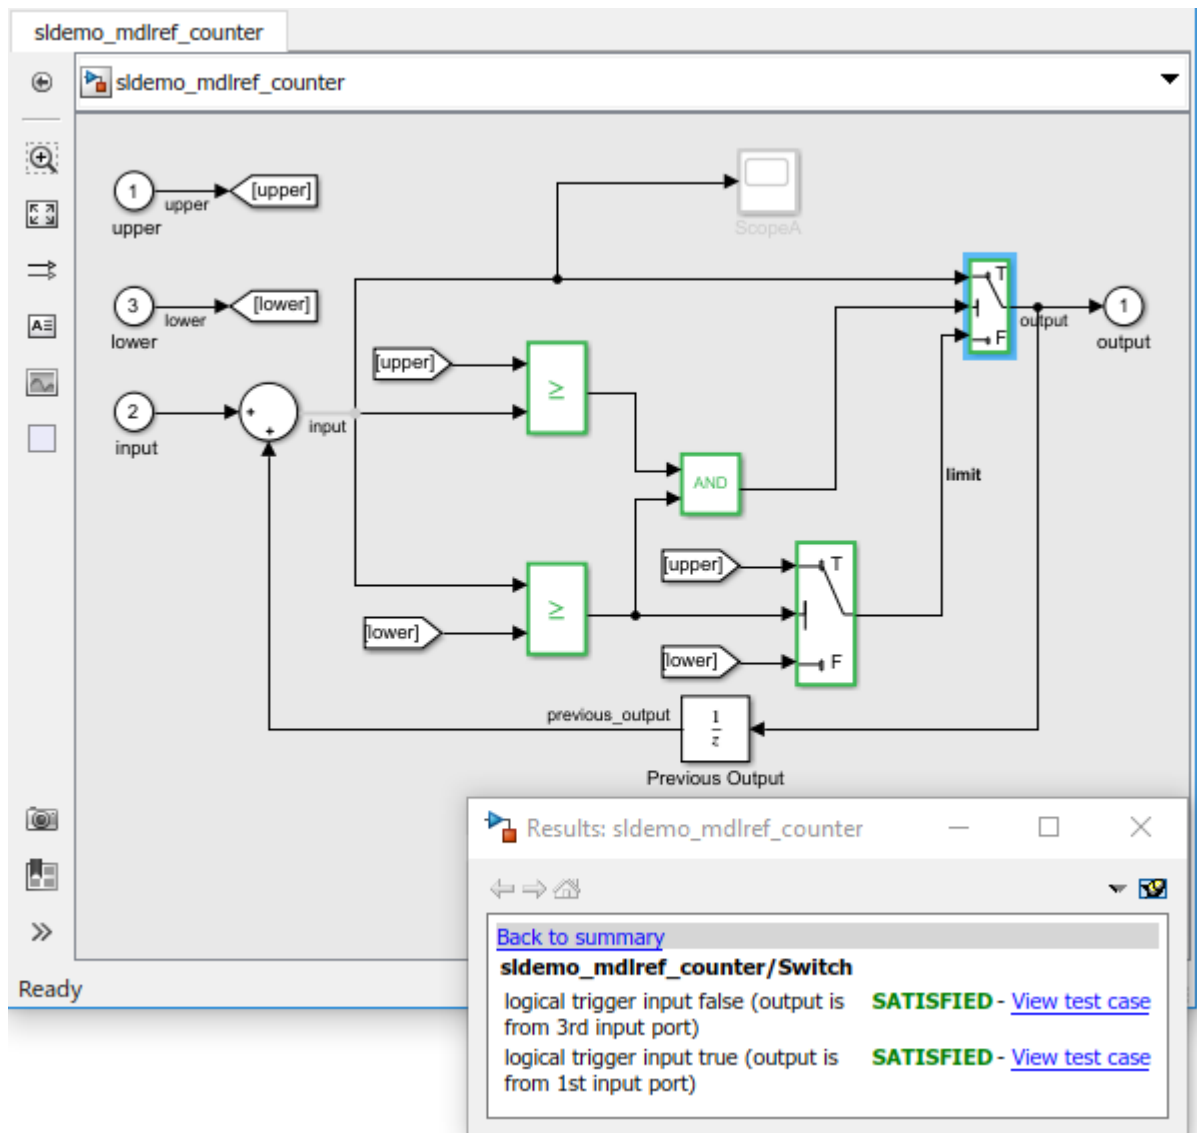 sldemo_mdlref_counter
sldemo_mdlref_counter
1
upper
[upper]
upper
ScopeA
3
lower
[lower]
lower
T
F
output
1
output
[upper]
≥
2
+
+
input
input
AND
limit
[upper]
T
≥
[lower]
[lower]
F
previous_output
1
z
Previous Output
Results: sldemo_mdlref_counter
Back to summary
sldemo_mdlref_counter/Switch
logical trigger input false (output is SATISFIED - View test case
from 3rd input port)
logical trigger input true (output is SATISFIED - View test case
from 1st input port)
Ready